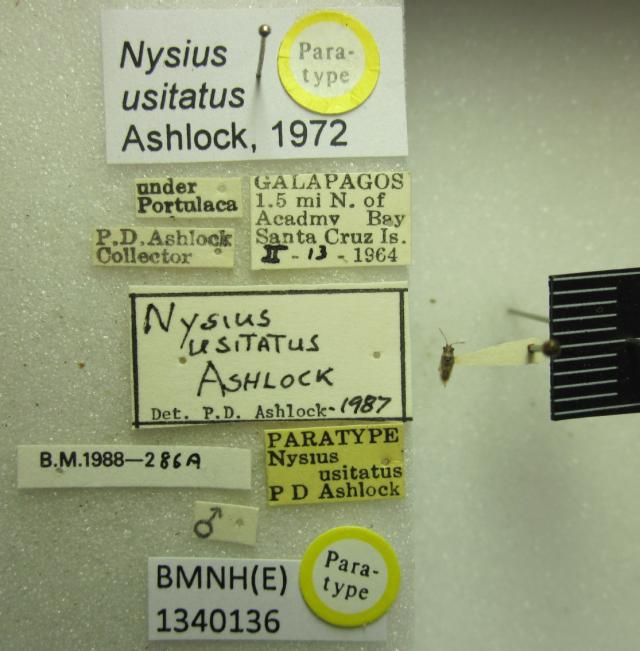 Nysius
usitatus
Ashlock, 1972
Para-
type
under
Portulaca
P.D.Ashlock
Collector
GALAPAGOS
1.5 mi N. of
Acadmy Bay
Santa Cruz Is.
II - 13 - 1964
Nysius
USITATUS
ASHLOCK
Det. P.D. Ashlock-1987
B.M.1988—286A
PARATYPE
Nysius
usitatus
P D Ashlock
♂
BMNH(E)
1340136
Para-
type